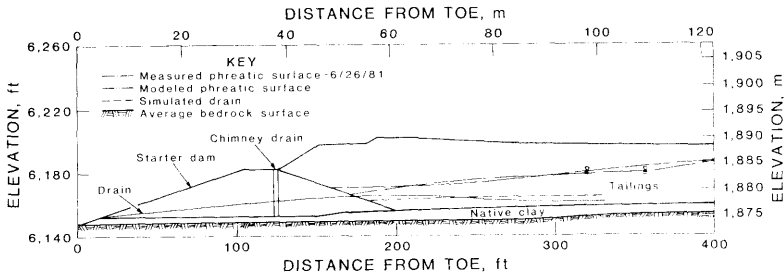 DISTANCE FROM TOE, m
0 20 40 60 80 100 120
6,260
6,220
6,180
6,140
ELEVATION, ft
KEY
Measured phreatic surface-6/26/81
Modeled phreatic surface
Simulated drain
Average bedrock surface
Chimney drain
Starter dam
Drain
Tailings
Native clay
1,905
1,900
1,895
1,890
1,885
1,880
1,875
ELEVATION, m
0 100 200 300 400
DISTANCE FROM TOE, ft